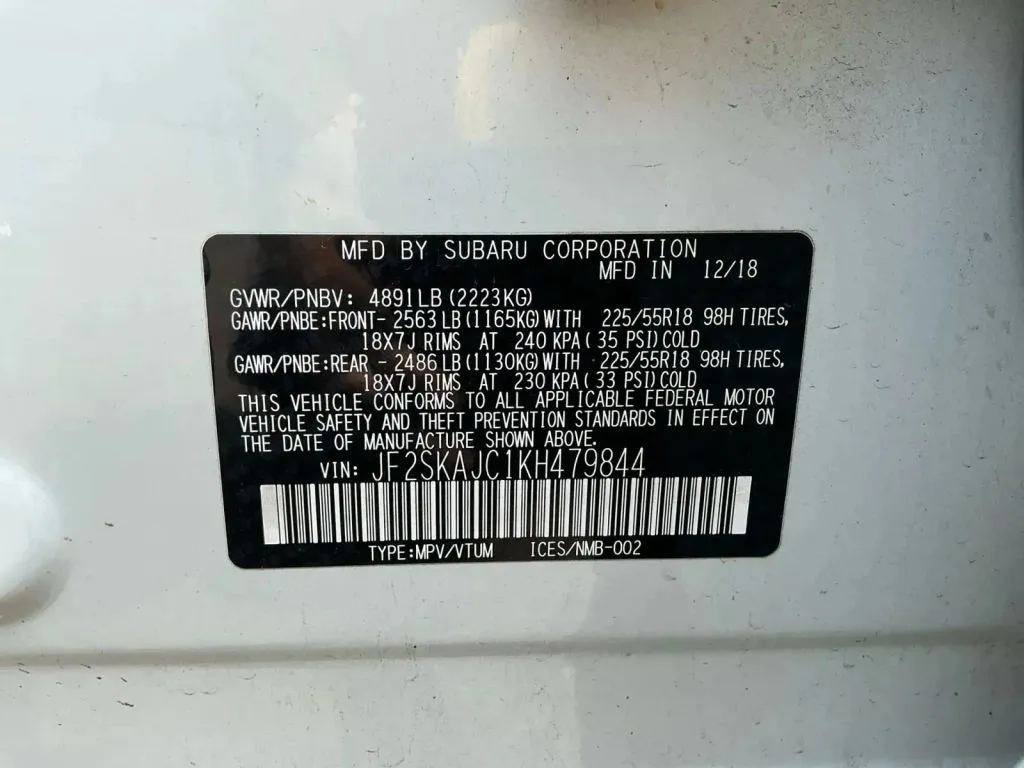 MFD BY SUBARU CORPORATION
MFD IN 12/18
GVWR/PNBV: 4891LB (2223KG)
GAWR/PNBE:FRONT- 2563 LB (1165KG) WITH 225/55R18 98H TIRES,
18X7J RIMS AT 240 KPA ( 35 PSI) COLD
GAWR/PNBE:REAR - 2486 LB (1130KG) WITH 225/55R18 98H TIRES,
18X7J RIMS AT 230 KPA ( 33 PSI) COLD
THIS VEHICLE CONFORMS TO ALL APPLICABLE FEDERAL MOTOR
VEHICLE SAFETY AND THEFT PREVENTION STANDARDS IN EFFECT ON
THE DATE OF MANUFACTURE SHOWN ABOVE.
VIN: JF2SKAJC1KH479844
TYPE:MPV/VTUM ICES/NMB-002